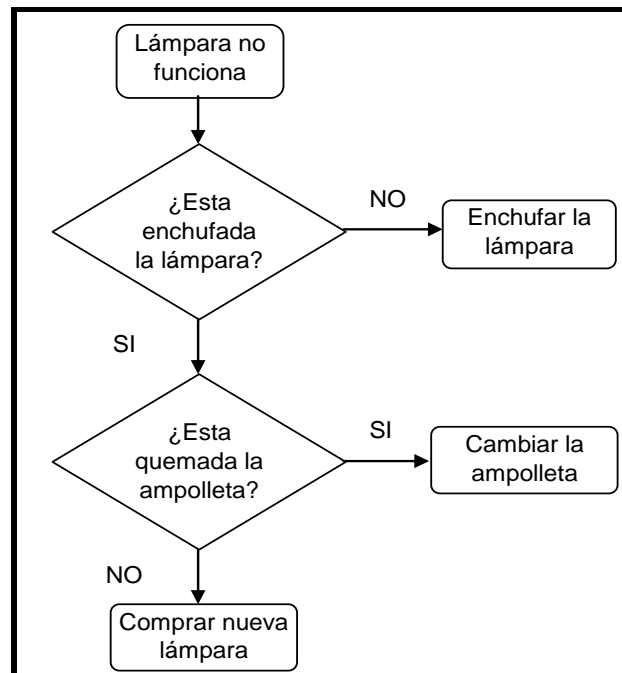 Lámpara no
funciona
¿Esta
enchufada
la lámpara?
NO
Enchufar la
lámpara
SI
¿Esta
quemada la
ampolleta?
SI
Cambiar la
ampolleta
NO
Comprar nueva
lámpara